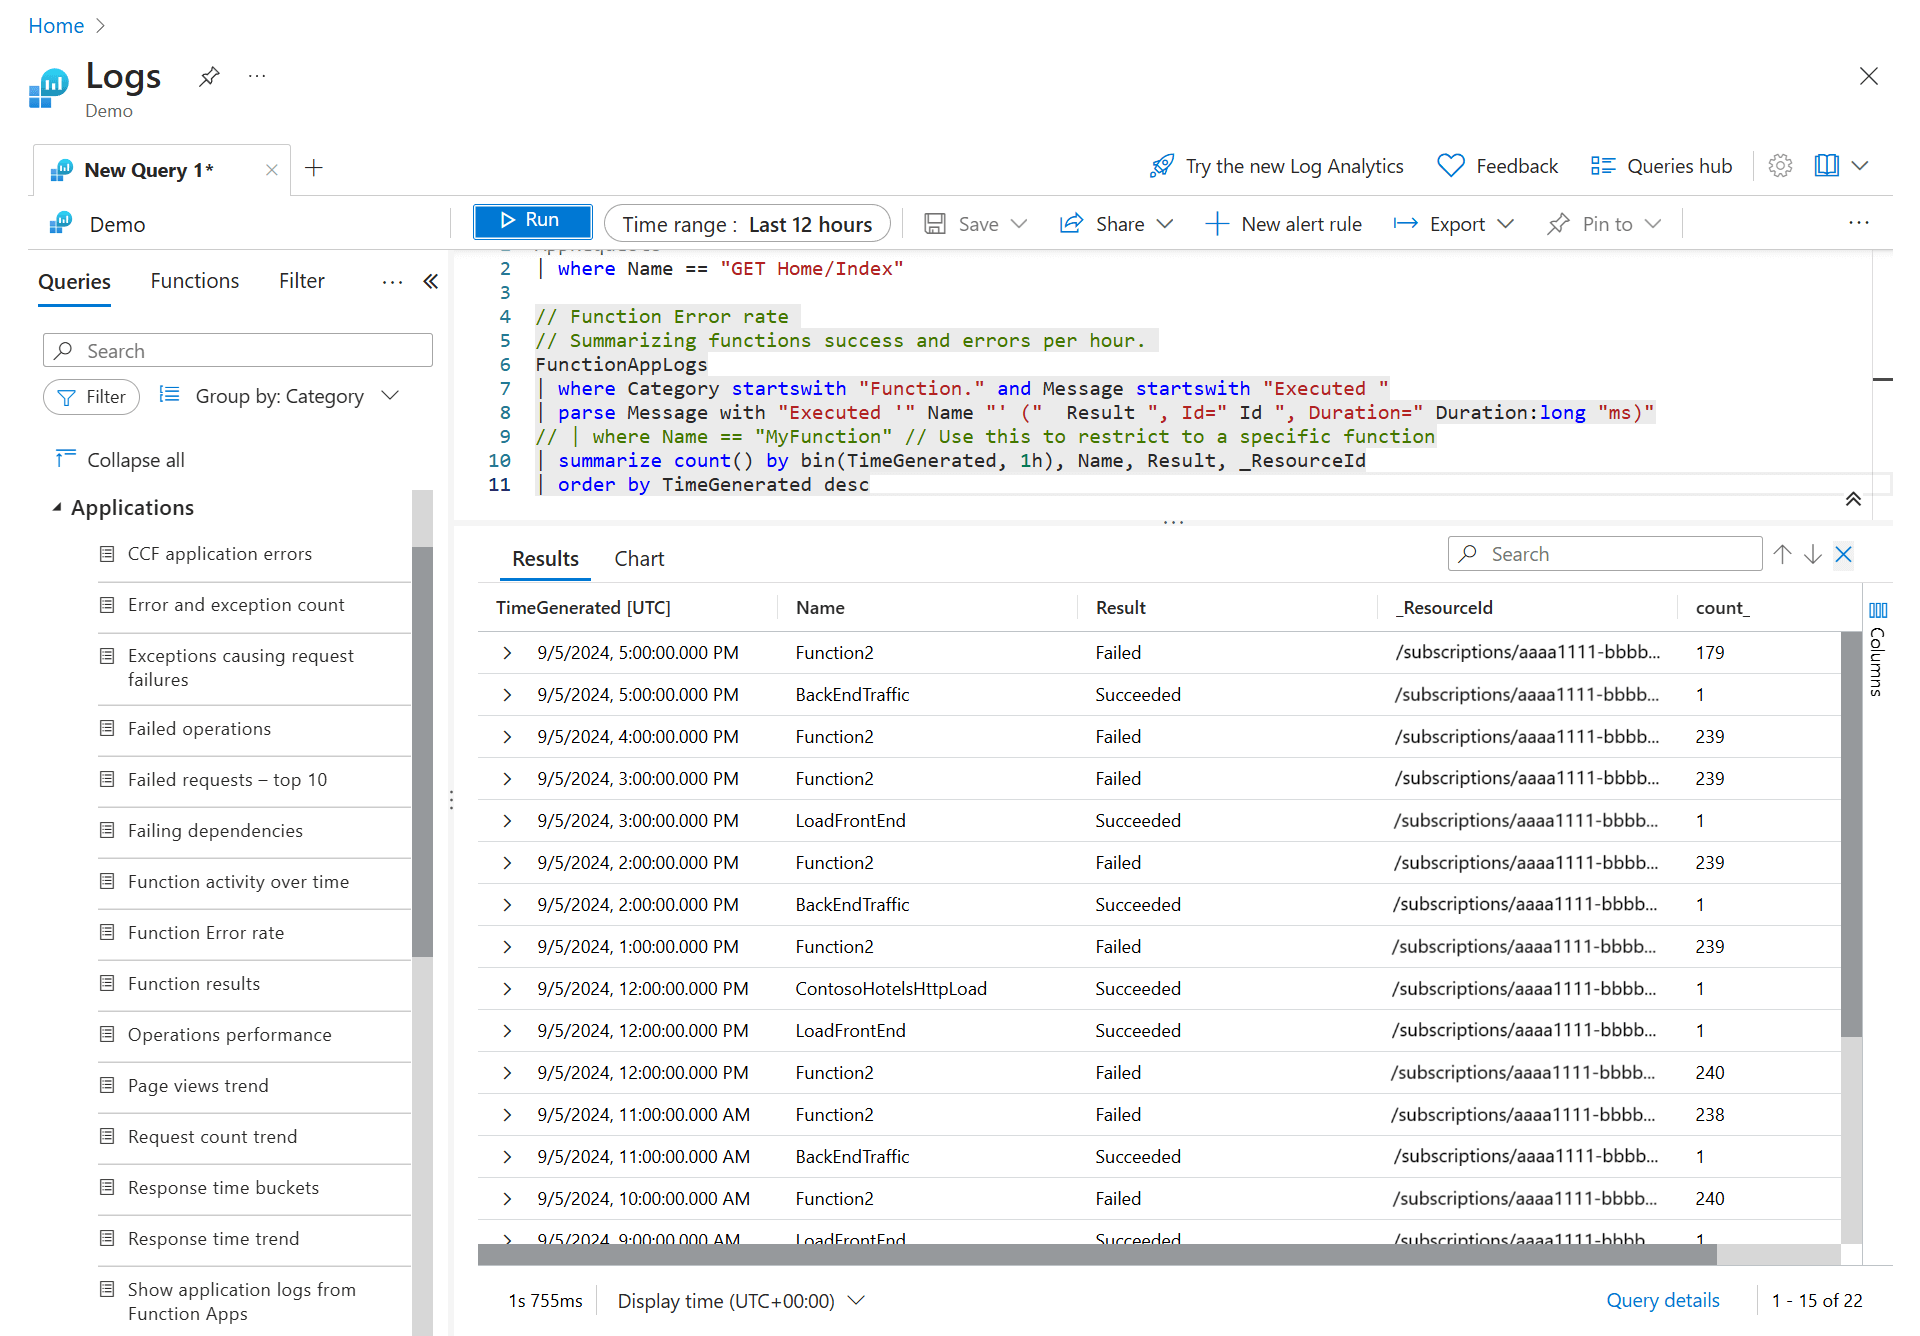 Home
Logs
Demo
New Query 1*
Try the new Log Analytics
Feedback
Queries hub
Demo
Run
Time range : Last 12 hours
Save
Share
New alert rule
Export
Pin to
Queries
Functions
Filter
Search
Filter
Group by: Category
Collapse all
Applications
CCF application errors
Error and exception count
Exceptions causing request
failures
Failed operations
Failed requests – top 10
Failing dependencies
Function activity over time
Function Error rate
Function results
Operations performance
Page views trend
Request count trend
Response time buckets
Response time trend
Show application logs from
Function Apps
2 | where Name == "GET Home/Index"
3
4 // Function Error rate
5 // Summarizing functions success and errors per hour.
6 FunctionAppLogs
7 | where Category startswith "Function." and Message startswith "Executed "
8 | parse Message with "Executed '" Name "' ("  Result ", Id=" Id ", Duration=" Duration:long "ms)"
9 // | where Name == "MyFunction" // Use this to restrict to a specific function
10 | summarize count() by bin(TimeGenerated, 1h), Name, Result, _ResourceId
11 | order by TimeGenerated desc
Results
Chart
Search
TimeGenerated [UTC] Name Result _ResourceId count_
9/5/2024, 5:00:00.000 PM Function2 Failed /subscriptions/aaaa1111-bbbb... 179
9/5/2024, 5:00:00.000 PM BackEndTraffic Succeeded /subscriptions/aaaa1111-bbbb... 1
9/5/2024, 4:00:00.000 PM Function2 Failed /subscriptions/aaaa1111-bbbb... 239
9/5/2024, 3:00:00.000 PM Function2 Failed /subscriptions/aaaa1111-bbbb... 239
9/5/2024, 3:00:00.000 PM LoadFrontEnd Succeeded /subscriptions/aaaa1111-bbbb... 1
9/5/2024, 2:00:00.000 PM Function2 Failed /subscriptions/aaaa1111-bbbb... 239
9/5/2024, 2:00:00.000 PM BackEndTraffic Succeeded /subscriptions/aaaa1111-bbbb... 1
9/5/2024, 1:00:00.000 PM Function2 Failed /subscriptions/aaaa1111-bbbb... 239
9/5/2024, 12:00:00.000 PM ContosoHotelsHttpLoad Succeeded /subscriptions/aaaa1111-bbbb... 1
9/5/2024, 12:00:00.000 PM LoadFrontEnd Succeeded /subscriptions/aaaa1111-bbbb... 1
9/5/2024, 12:00:00.000 PM Function2 Failed /subscriptions/aaaa1111-bbbb... 240
9/5/2024, 11:00:00.000 AM Function2 Failed /subscriptions/aaaa1111-bbbb... 238
9/5/2024, 11:00:00.000 AM BackEndTraffic Succeeded /subscriptions/aaaa1111-bbbb... 1
9/5/2024, 10:00:00.000 AM Function2 Failed /subscriptions/aaaa1111-bbbb... 240
9/5/2024, 9:00:00.000 AM LoadFrontEnd Succeeded /subscriptions/aaaa1111-bbbb 1
Columns
1s 755ms
Display time (UTC+00:00)
Query details
1 - 15 of 22